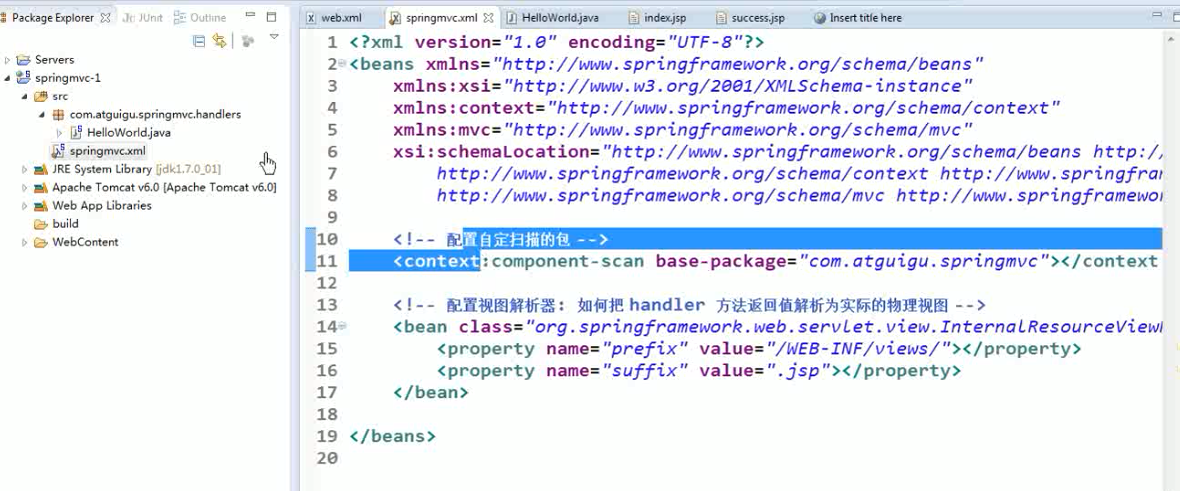 Package Explorer
JUnit
Outline
Servers
springmvc-1
src
com.atguigu.springmvc.handlers
HelloWorld.java
springmvc.xml
JRE System Library [jdk1.7.0_01]
Apache Tomcat v6.0 [Apache Tomcat v6.0]
Web App Libraries
build
WebContent
web.xml
springmvc.xml
HelloWorld.java
index.jsp
success.jsp
Insert title here
1 <?xml version="1.0" encoding="UTF-8"?>
2 <beans xmlns="http://www.springframework.org/schema/beans"
3 xmlns:xsi="http://www.w3.org/2001/XMLSchema-instance"
4 xmlns:context="http://www.springframework.org/schema/context"
5 xmlns:mvc="http://www.springframework.org/schema/mvc"
6 xsi:schemaLocation="http://www.springframework.org/schema/beans http:/
7 http://www.springframework.org/schema/context http://www.springframew
8 http://www.springframework.org/schema/mvc http://www.springframewor
9
10 <!-- 配置自定扫描的包 -->
11 <context:component-scan base-package="com.atguigu.springmvc"></context
12
13 <!-- 配置视图解析器: 如何把 handler 方法返回值解析为实际的物理视图 -->
14 <bean class="org.springframework.web.servlet.view.InternalResourceView
15 <property name="prefix" value="/WEB-INF/views/"></property>
16 <property name="suffix" value=".jsp"></property>
17 </bean>
18
19 </beans>
20